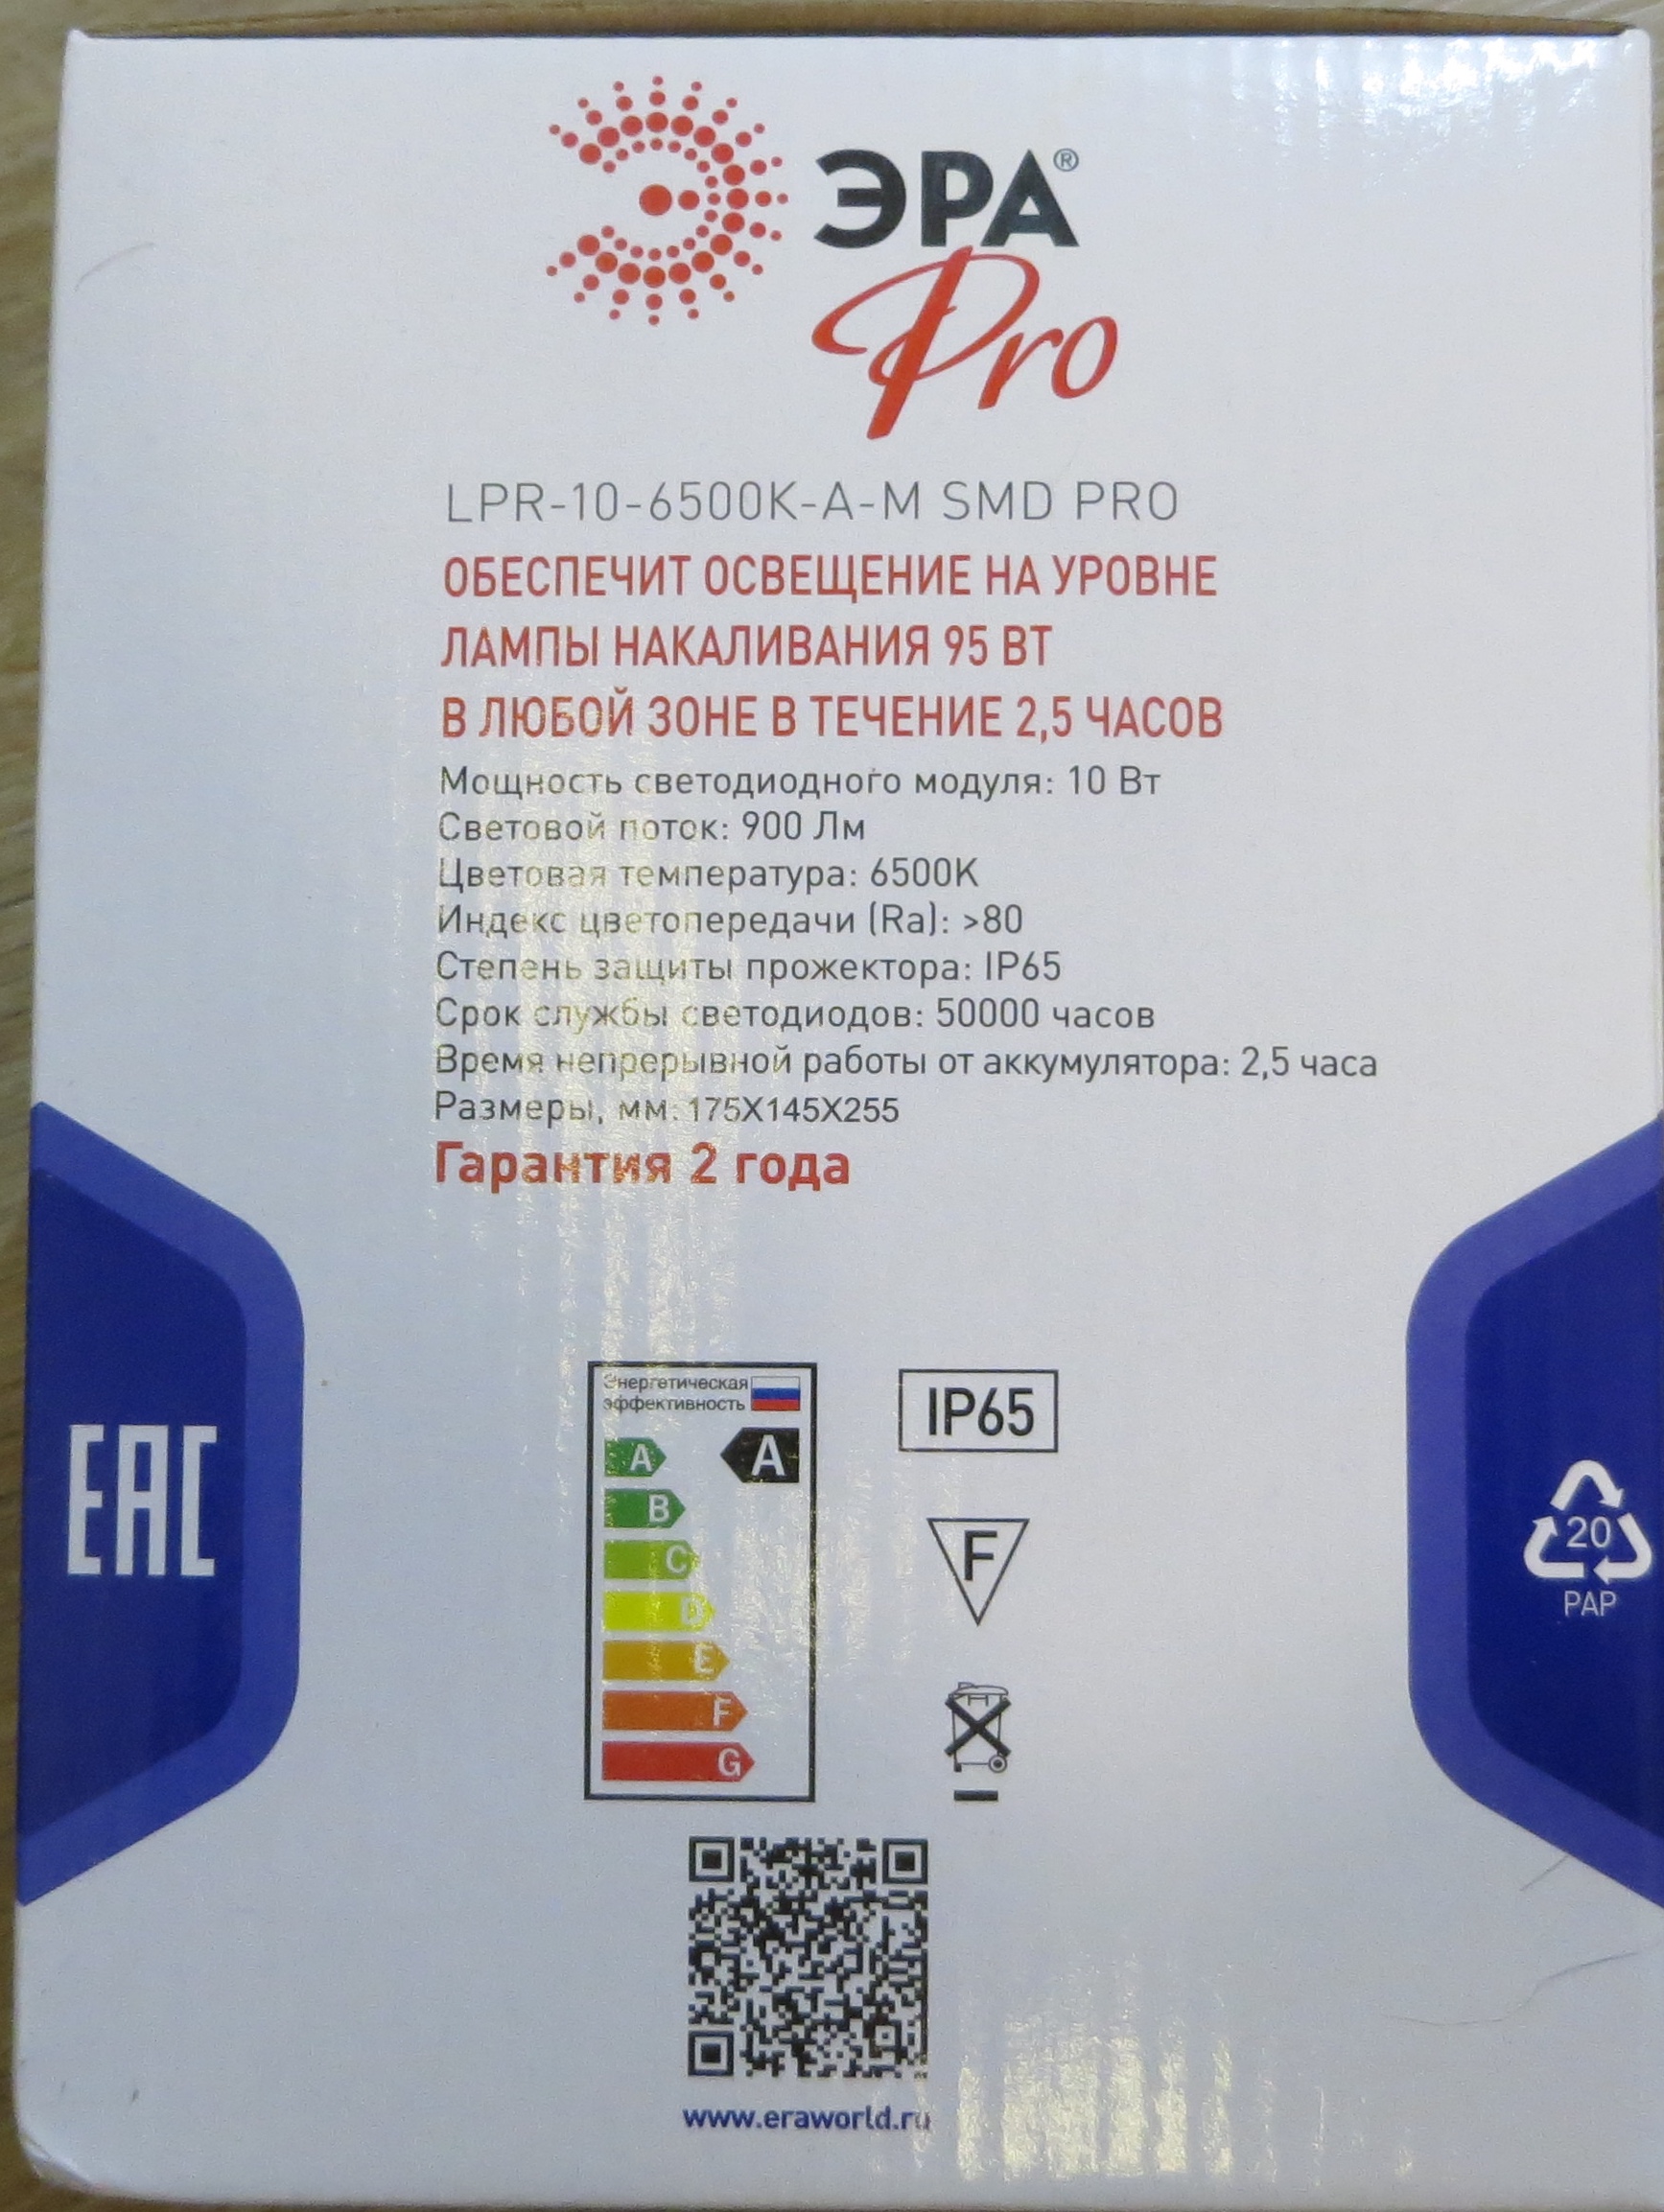 ЭРА®
Pro
LPR-10-6500K-A-M SMD PRO
ОБЕСПЕЧИТ ОСВЕЩЕНИЕ НА УРОВНЕ
ЛАМПЫ НАКАЛИВАНИЯ 95 ВТ
В ЛЮБОЙ ЗОНЕ В ТЕЧЕНИЕ 2,5 ЧАСОВ
Мощность светодиодного модуля: 10 Вт
Световой поток: 900 Лм
Цветовая температура: 6500K
Индекс цветопередачи (Ra): >80
Степень защиты прожектора: IP65
Срок службы светодиодов: 50000 часов
Время непрерывной работы от аккумулятора: 2,5 часа
Размеры, мм: 175X145X255
Гарантия 2 года
EAC
Энергетическая
эффективность
A
A
B
C
D
E
F
G
IP65
F
20
PAP
www.eraworld.ru